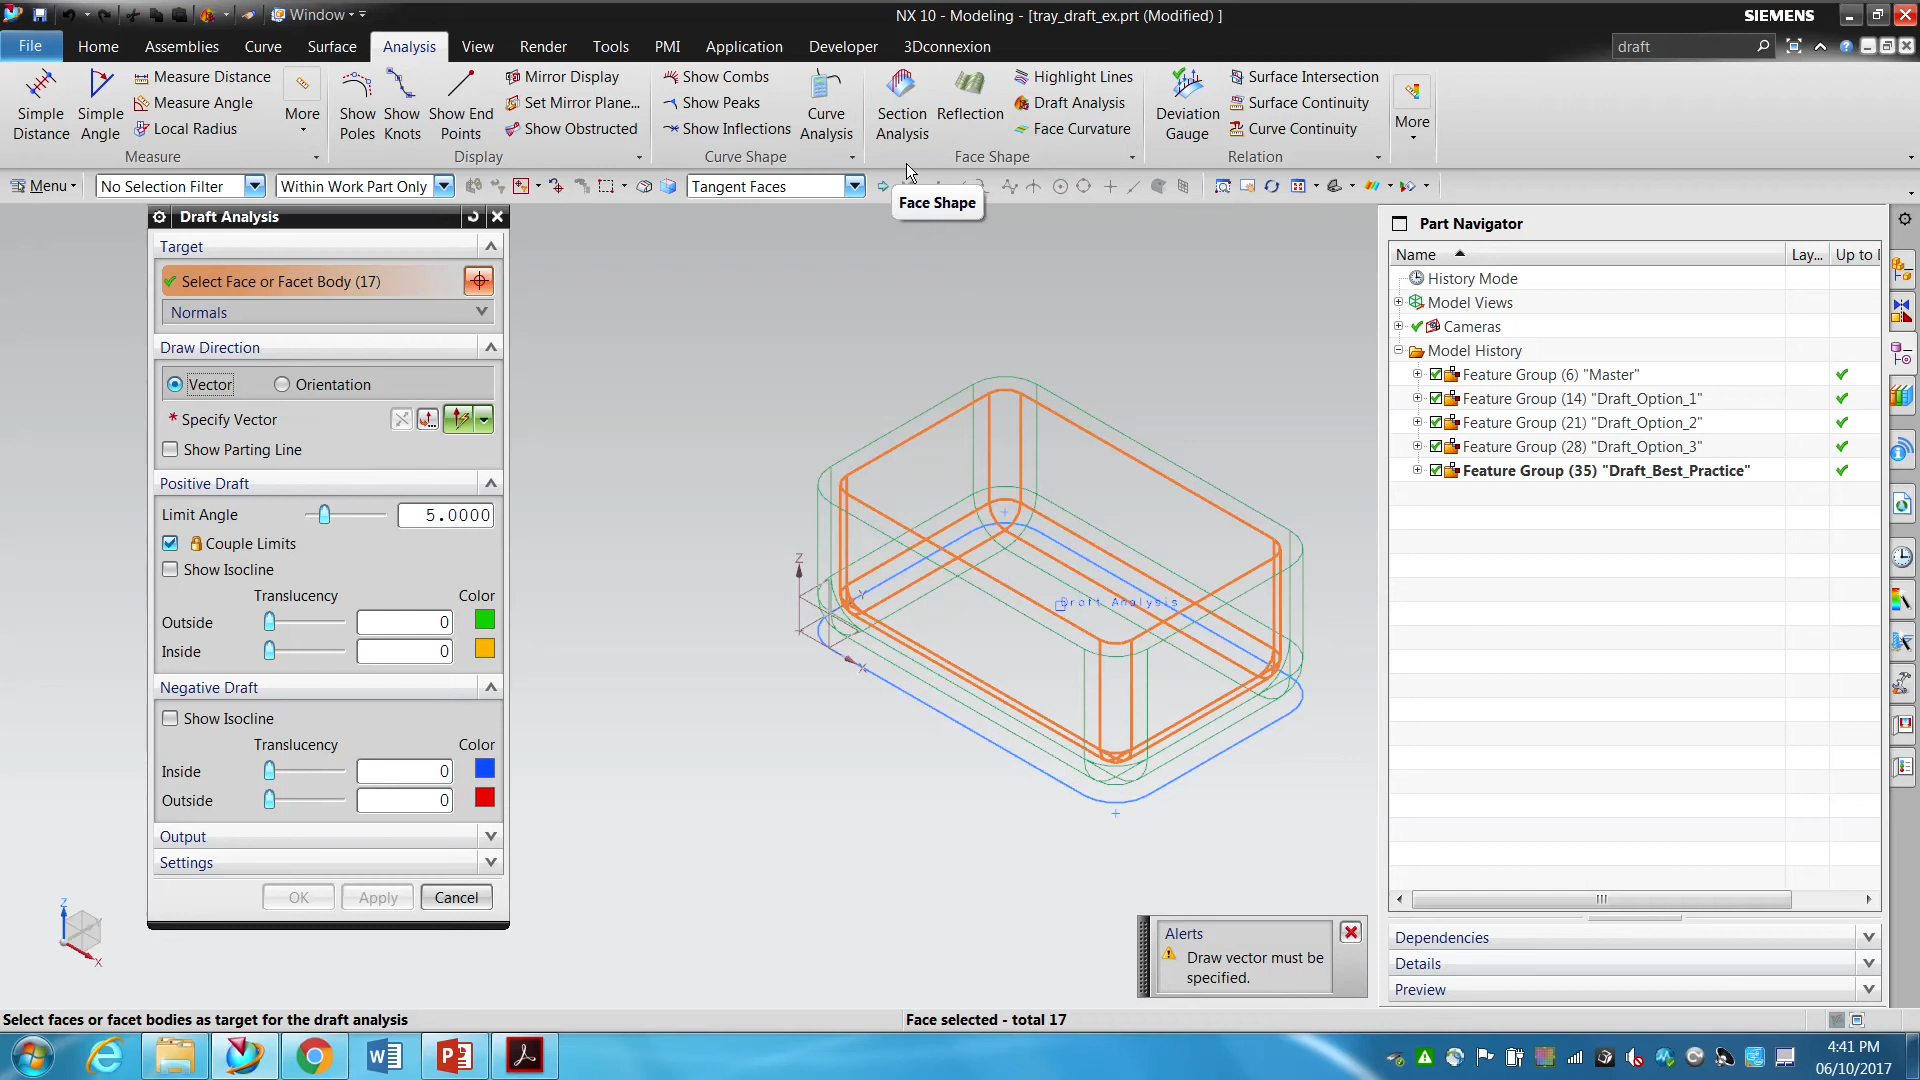 Window
NX 10 - Modeling - [tray_draft_ex.prt (Modified) ]
SIEMENS
File
Home
Assemblies
Curve
Surface
Analysis
View
Render
Tools
PMI
Application
Developer
3Dconnexion
draft
Simple Distance
Simple Angle
Measure Distance
Measure Angle
Local Radius
More
Measure
Show Poles
Show Knots
Show End Points
Mirror Display
Set Mirror Plane...
Show Obstructed
Display
Show Combs
Show Peaks
Show Inflections
Curve Analysis
Curve Shape
Section Analysis
Reflection
Highlight Lines
Draft Analysis
Face Curvature
Face Shape
Deviation Gauge
Surface Intersection
Surface Continuity
Curve Continuity
Relation
More
Menu
No Selection Filter
Within Work Part Only
Tangent Faces
Face Shape
Draft Analysis
Target
Select Face or Facet Body (17)
Normals
Draw Direction
Vector
Orientation
* Specify Vector
Show Parting Line
Positive Draft
Limit Angle
5.0000
Couple Limits
Show Isocline
Translucency
Color
Outside
0
Inside
0
Negative Draft
Show Isocline
Translucency
Color
Inside
0
Outside
0
Output
Settings
OK
Apply
Cancel
Z
Y
X
Draft Analysis
Z
X
Part Navigator
Name
Lay...
Up to
History Mode
Model Views
Cameras
Model History
Feature Group (6) "Master"
Feature Group (14) "Draft_Option_1"
Feature Group (21) "Draft_Option_2"
Feature Group (28) "Draft_Option_3"
Feature Group (35) "Draft_Best_Practice"
Dependencies
Details
Preview
Alerts
Draw vector must be
specified.
Select faces or facet bodies as target for the draft analysis
Face selected - total 17
4:41 PM
06/10/2017